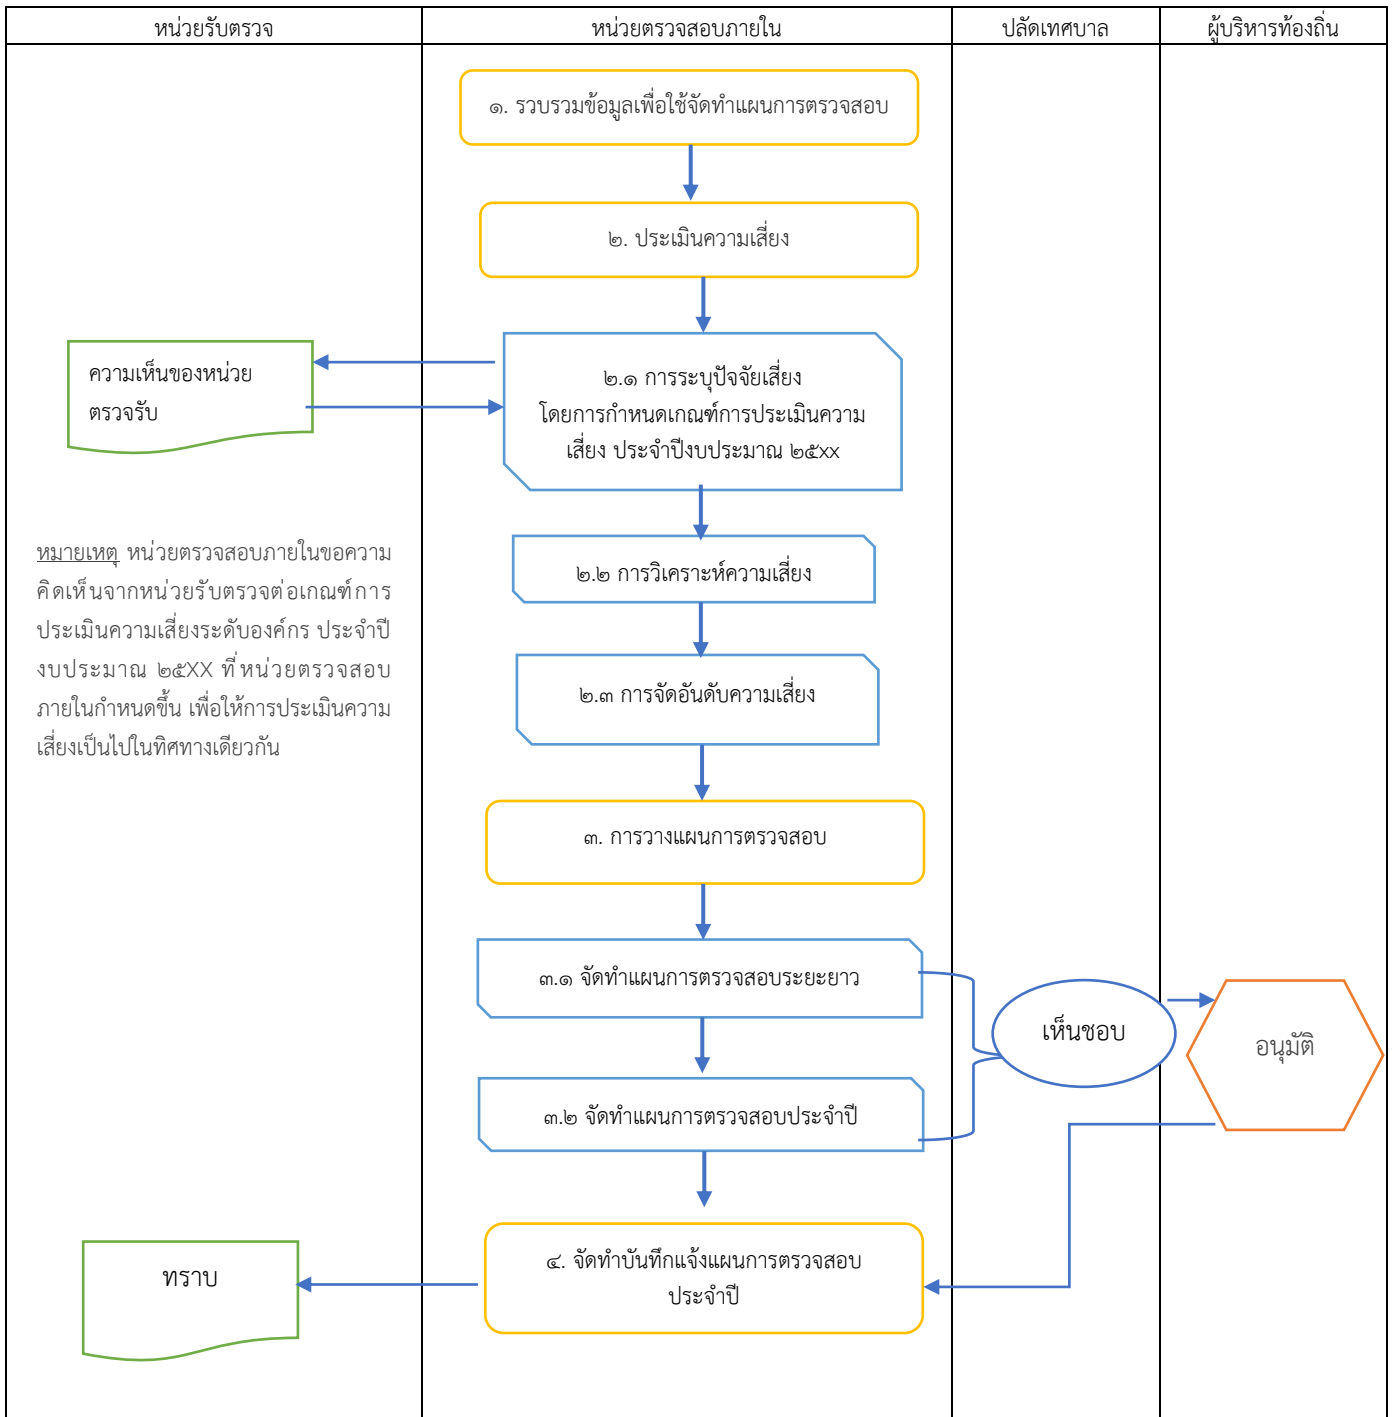 หน่วยรับตรวจ
หน่วยตรวจสอบภายใน
ปลัดเทศบาล
ผู้บริหารท้องถิ่น
๑. รวบรวมข้อมูลเพื่อใช้จัดทำแผนการตรวจสอบ
๒. ประเมินความเสี่ยง
ความเห็นของหน่วย
ตรวจรับ
๒.๑ การระบุปัจจัยเสี่ยง
โดยการกำหนดเกณฑ์การประเมินความ
เสี่ยง ประจำปีงบประมาณ ๒๕xx
หมายเหตุ หน่วยตรวจสอบภายในขอความ
คิดเห็นจากหน่วยรับตรวจต่อเกณฑ์การ
ประเมินความเสี่ยงระดับองค์กร ประจำปี
งบประมาณ ๒๕XX ที่หน่วยตรวจสอบ
ภายในกำหนดขึ้น เพื่อให้การประเมินความ
เสี่ยงเป็นไปในทิศทางเดียวกัน
๒.๒ การวิเคราะห์ความเสี่ยง
๒.๓ การจัดอันดับความเสี่ยง
๓. การวางแผนการตรวจสอบ
๓.๑ จัดทำแผนการตรวจสอบระยะยาว
เห็นชอบ
อนุมัติ
๓.๒ จัดทำแผนการตรวจสอบประจำปี
๔. จัดทำบันทึกแจ้งแผนการตรวจสอบ
ประจำปี
ทราบ